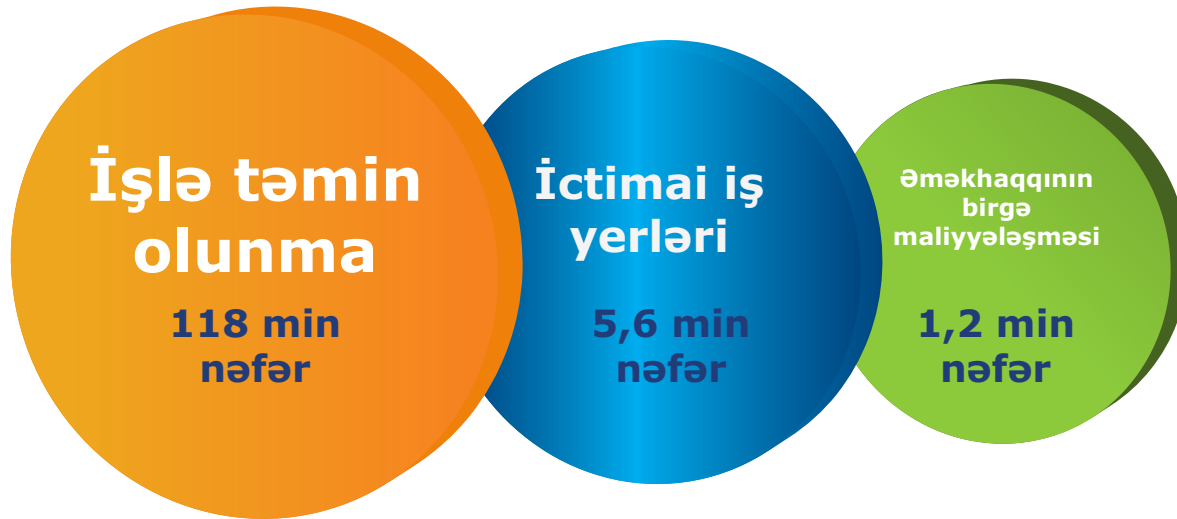 İşlə təmin
olunma
118 min
nəfər
İctimai iş
yerləri
5,6 min
nəfər
Əməkhaqqının
birgə
maliyyələşməsi
1,2 min
nəfər